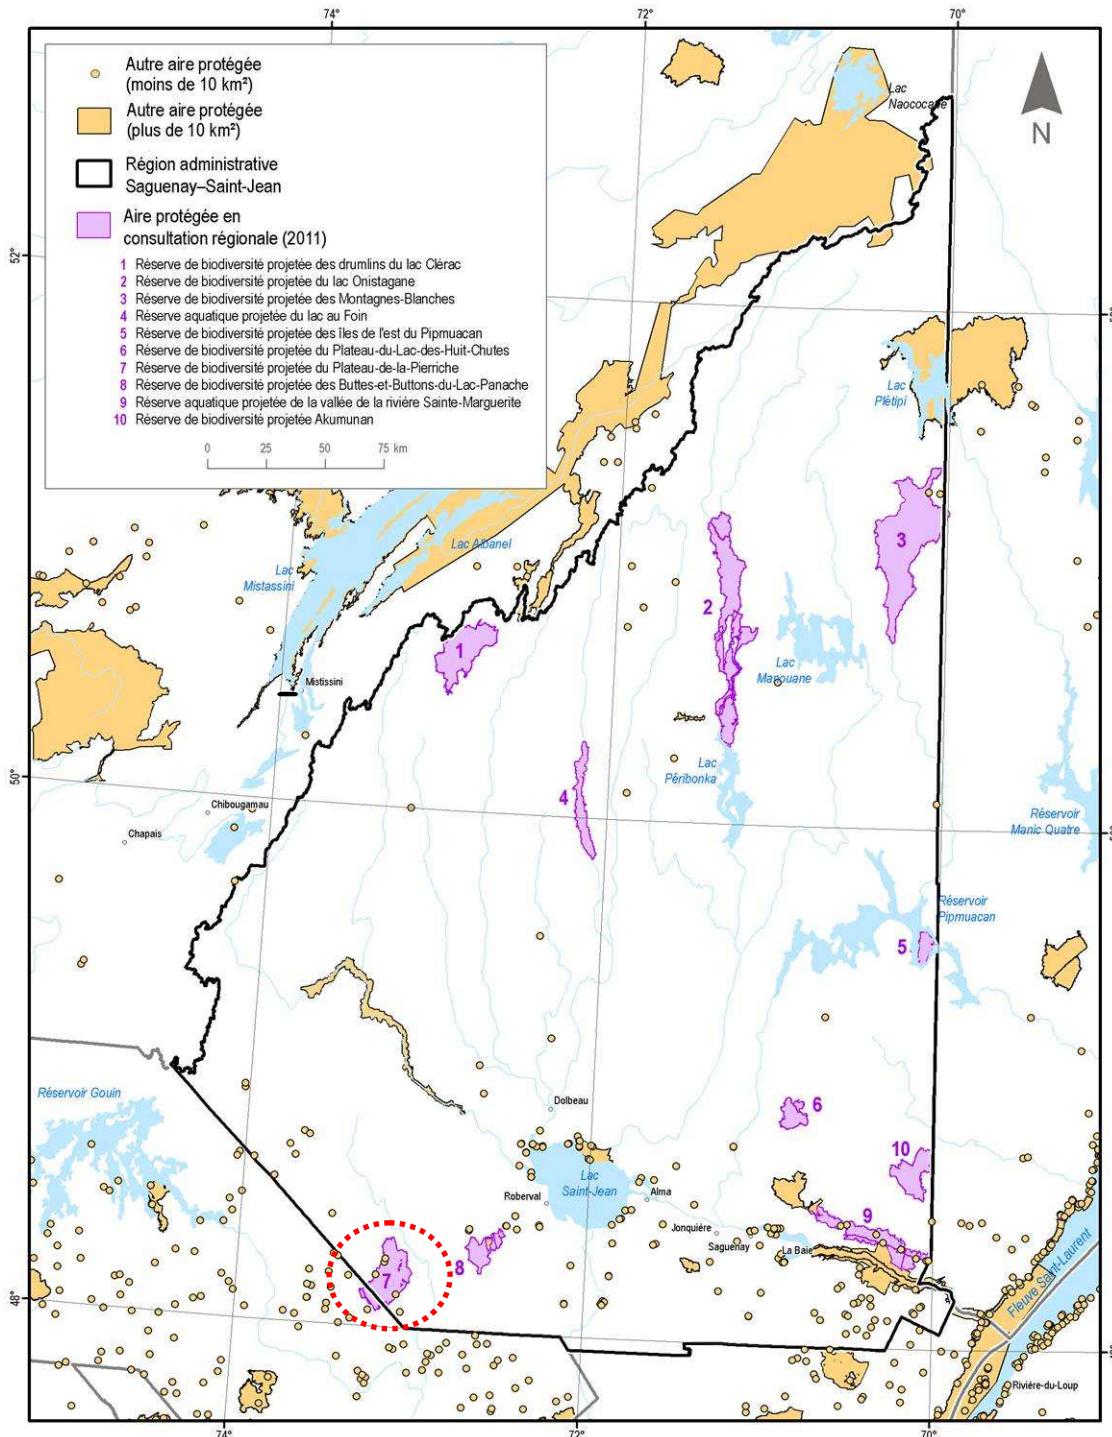 74°
72°
70°
Autre aire protégée
(moins de 10 km²)
Autre aire protégée
(plus de 10 km²)
Région administrative
Saguenay–Saint-Jean
Aire protégée en
consultation régionale (2011)
1 Réserve de biodiversité projetée des drumlins du lac Clérac
2 Réserve de biodiversité projetée du lac Onistagane
3 Réserve de biodiversité projetée des Montagnes-Blanches
4 Réserve aquatique projetée du lac au Foin
5 Réserve de biodiversité projetée des îles de l'est du Pipmuacan
6 Réserve de biodiversité projetée du Plateau-du-Lac-des-Huit-Chutes
7 Réserve de biodiversité projetée du Plateau-de-la-Pierriche
8 Réserve de biodiversité projetée des Buttes-et-Buttons-du-Lac-Panache
9 Réserve aquatique projetée de la vallée de la rivière Sainte-Marguerite
10 Réserve de biodiversité projetée Akumunan
0 25 50 75 km
N
Lac
Naococane
52°
Lac
Plétipi
3
Lac Albanel
Lac
Mistassini
2
1
Lac
Manouane
Mistissini
50°
Lac
Péribonka
4
Chibougamau
Chapais
Réservoir
Manic Quatre
Réservoir
Pipmuacan
5
Réservoir Gouin
Dolbeau
6
10
Lac
Saint-Jean
Roberval
Alma
9
Jonquière
Saguenay
La Baie
8
7
48°
Fleuve Saint-Laurent
Rivière-du-Loup
74°
72°
70°